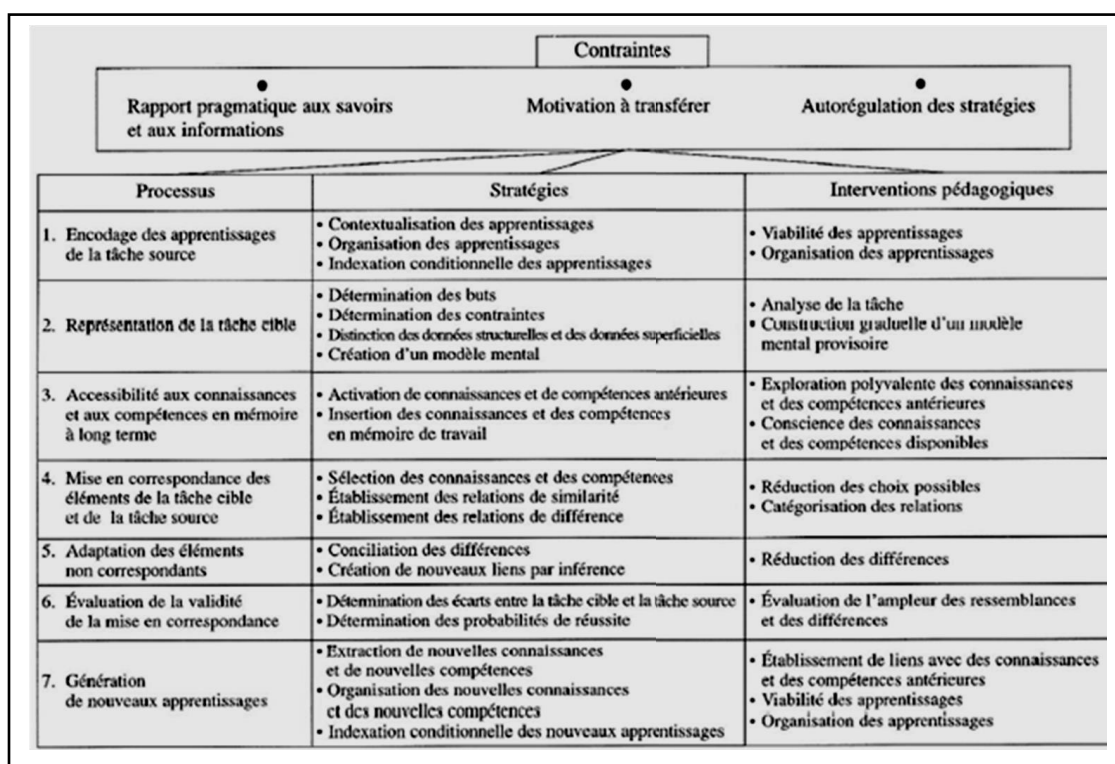 Contraintes
• • •
Rapport pragmatique aux savoirs Motivation à transférer Autorégulation des stratégies
et aux informations
Processus Stratégies Interventions pédagogiques
1. Encodage des apprentissages
de la tâche source
• Contextualisation des apprentissages
• Organisation des apprentissages
• Indexation conditionnelle des apprentissages
• Viabilité des apprentissages
• Organisation des apprentissages
2. Représentation de la tâche cible
• Détermination des buts
• Détermination des contraintes
• Distinction des données structurelles et des données superficielles
• Création d'un modèle mental
• Analyse de la tâche
• Construction graduelle d'un modèle
mental provisoire
3. Accessibilité aux connaissances
et aux compétences en mémoire
à long terme
• Activation de connaissances et de compétences antérieures
• Insertion des connaissances et des compétences
en mémoire de travail
• Exploration polyvalente des connaissances
et des compétences antérieures
• Conscience des connaissances
et des compétences disponibles
4. Mise en correspondance des
éléments de la tâche cible
et de la tâche source
• Sélection des connaissances et des compétences
• Établissement des relations de similarité
• Établissement des relations de différence
• Réduction des choix possibles
• Catégorisation des relations
5. Adaptation des éléments
non correspondants
• Conciliation des différences
• Création de nouveaux liens par inférence
• Réduction des différences
6. Évaluation de la validité
de la mise en correspondance
• Détermination des écarts entre la tâche cible et la tâche source
• Détermination des probabilités de réussite
• Évaluation de l'ampleur des ressemblances
et des différences
7. Génération
de nouveaux apprentissages
• Extraction de nouvelles connaissances
et de nouvelles compétences
• Organisation des nouvelles connaissances
et des nouvelles compétences
• Indexation conditionnelle des nouveaux apprentissages
• Établissement de liens avec des connaissances
et des compétences antérieures
• Viabilité des apprentissages
• Organisation des apprentissages